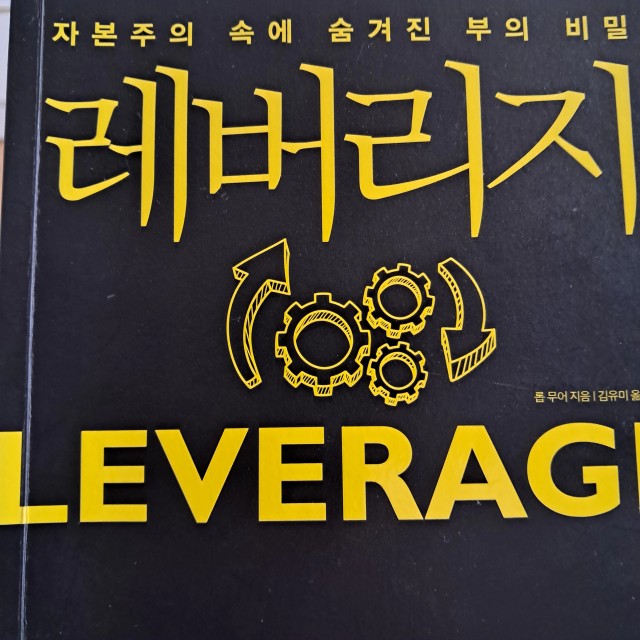 자본주의 속에 숨겨진 부의 비밀
레버리지
롭 무어 지음 | 김유미 옮
LEVERAGE